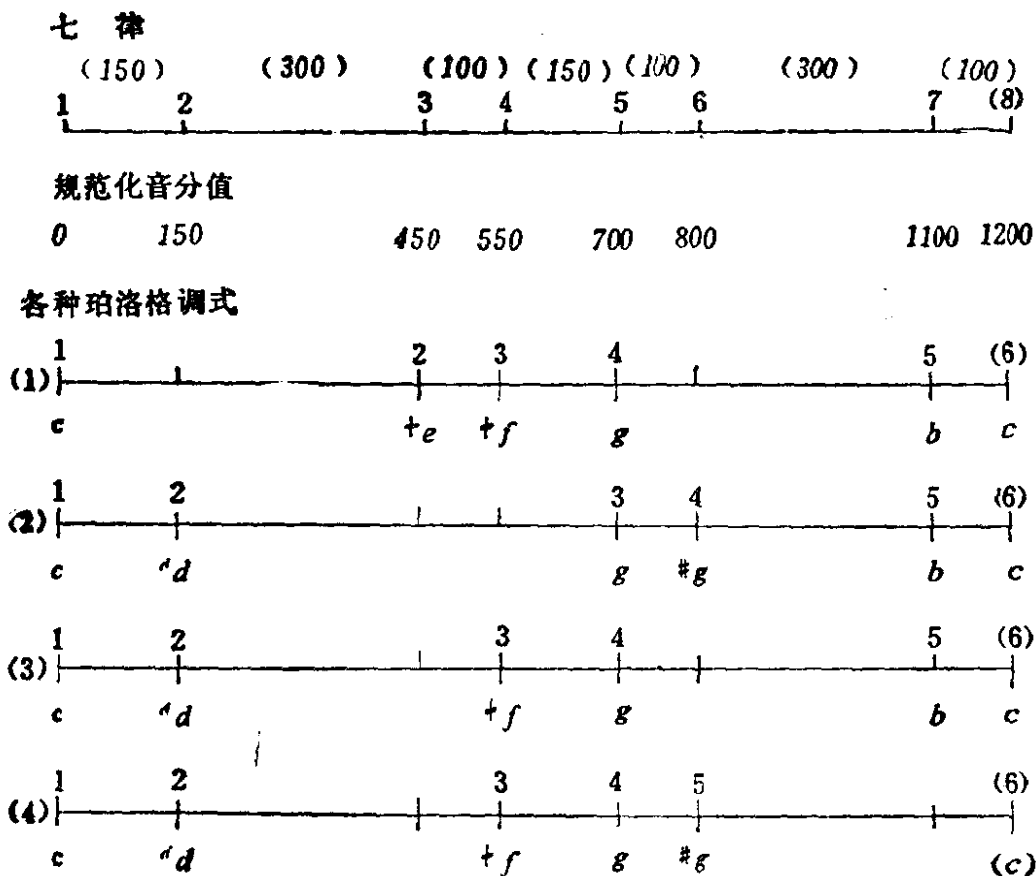 七律
(150) (300) (100) (150) (100) (300) (100)
1 2 3 4 5 6 7 (8)
规范化音分值
0 150 450 550 700 800 1100 1200
各种珀洛格调式
1 2 3 4 5 (6)
(1)
c +e +f g b c
1 2 3 4 5 (6)
(2)
c d g #g b c
1 2 3 4 5 (6)
(3)
c d +f g b c
1 2 3 4 5 (6)
(4)
c d +f g #g (c)